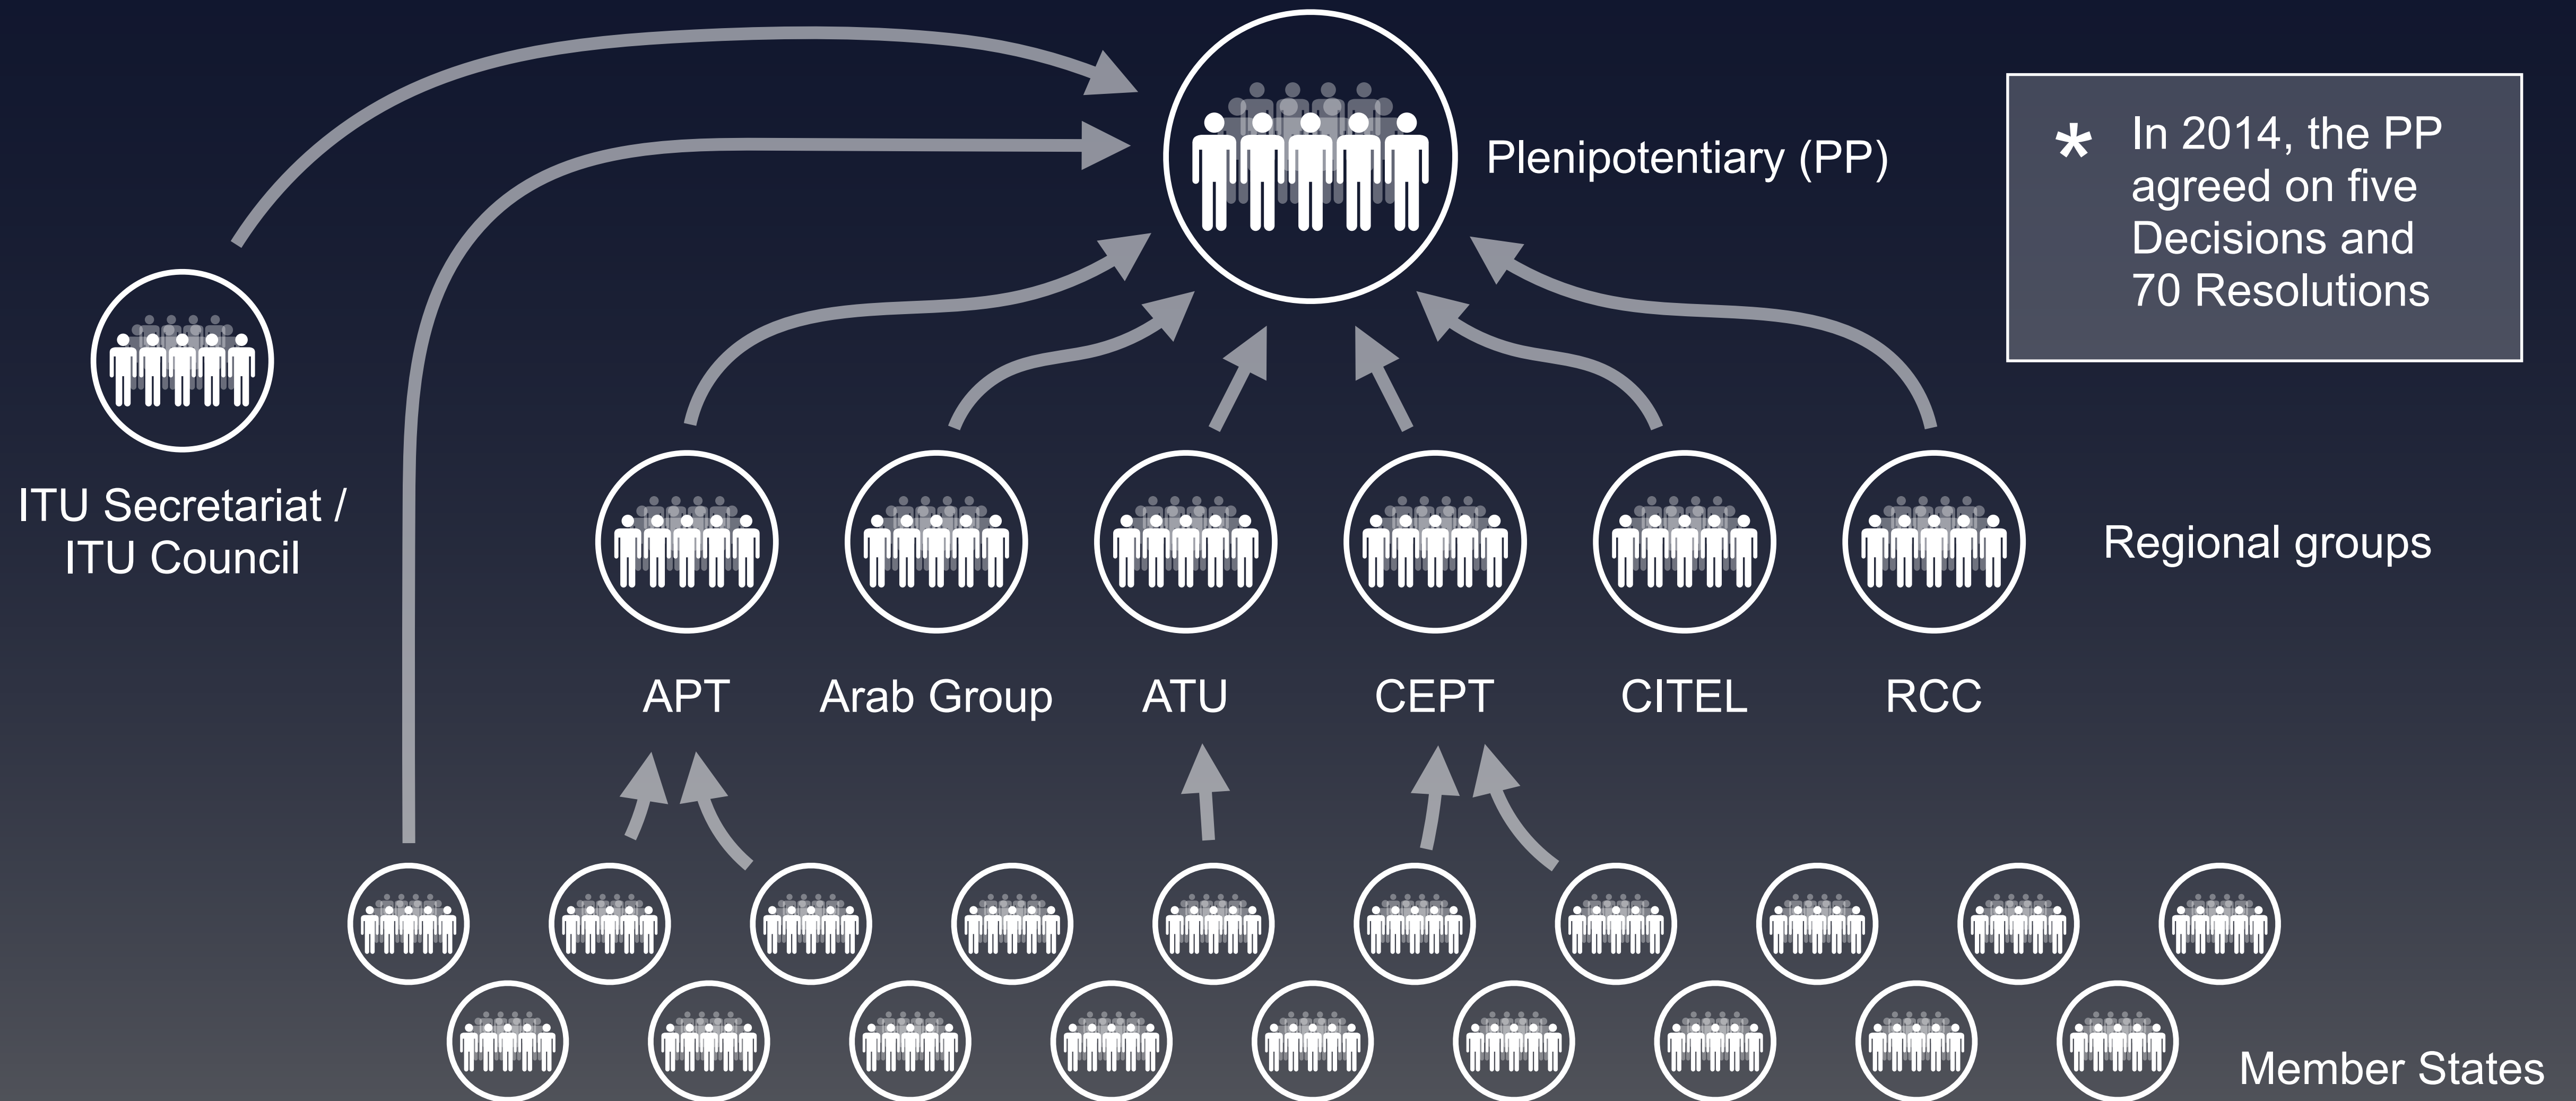 Plenipotentiary (PP)
* In 2014, the PP
agreed on five
Decisions and
70 Resolutions
ITU Secretariat /
ITU Council
Regional groups
APT
Arab Group
ATU
CEPT
CITEL
RCC
Member States